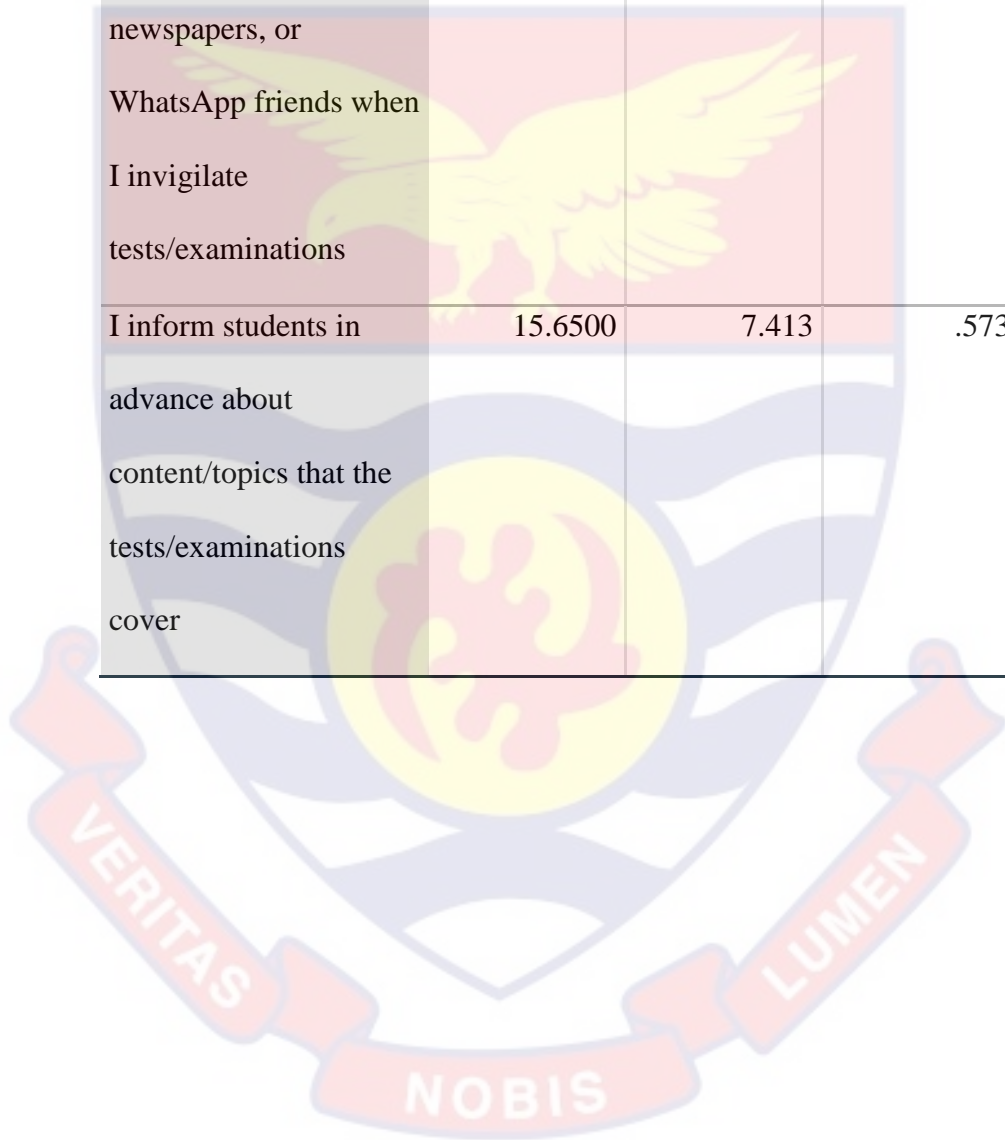 newspapers, or
WhatsApp friends when
I invigilate
tests/examinations
I inform students in 15.6500 7.413 .573
advance about
content/topics that the
tests/examinations
cover
VERITAS
NOBIS
LUMEN